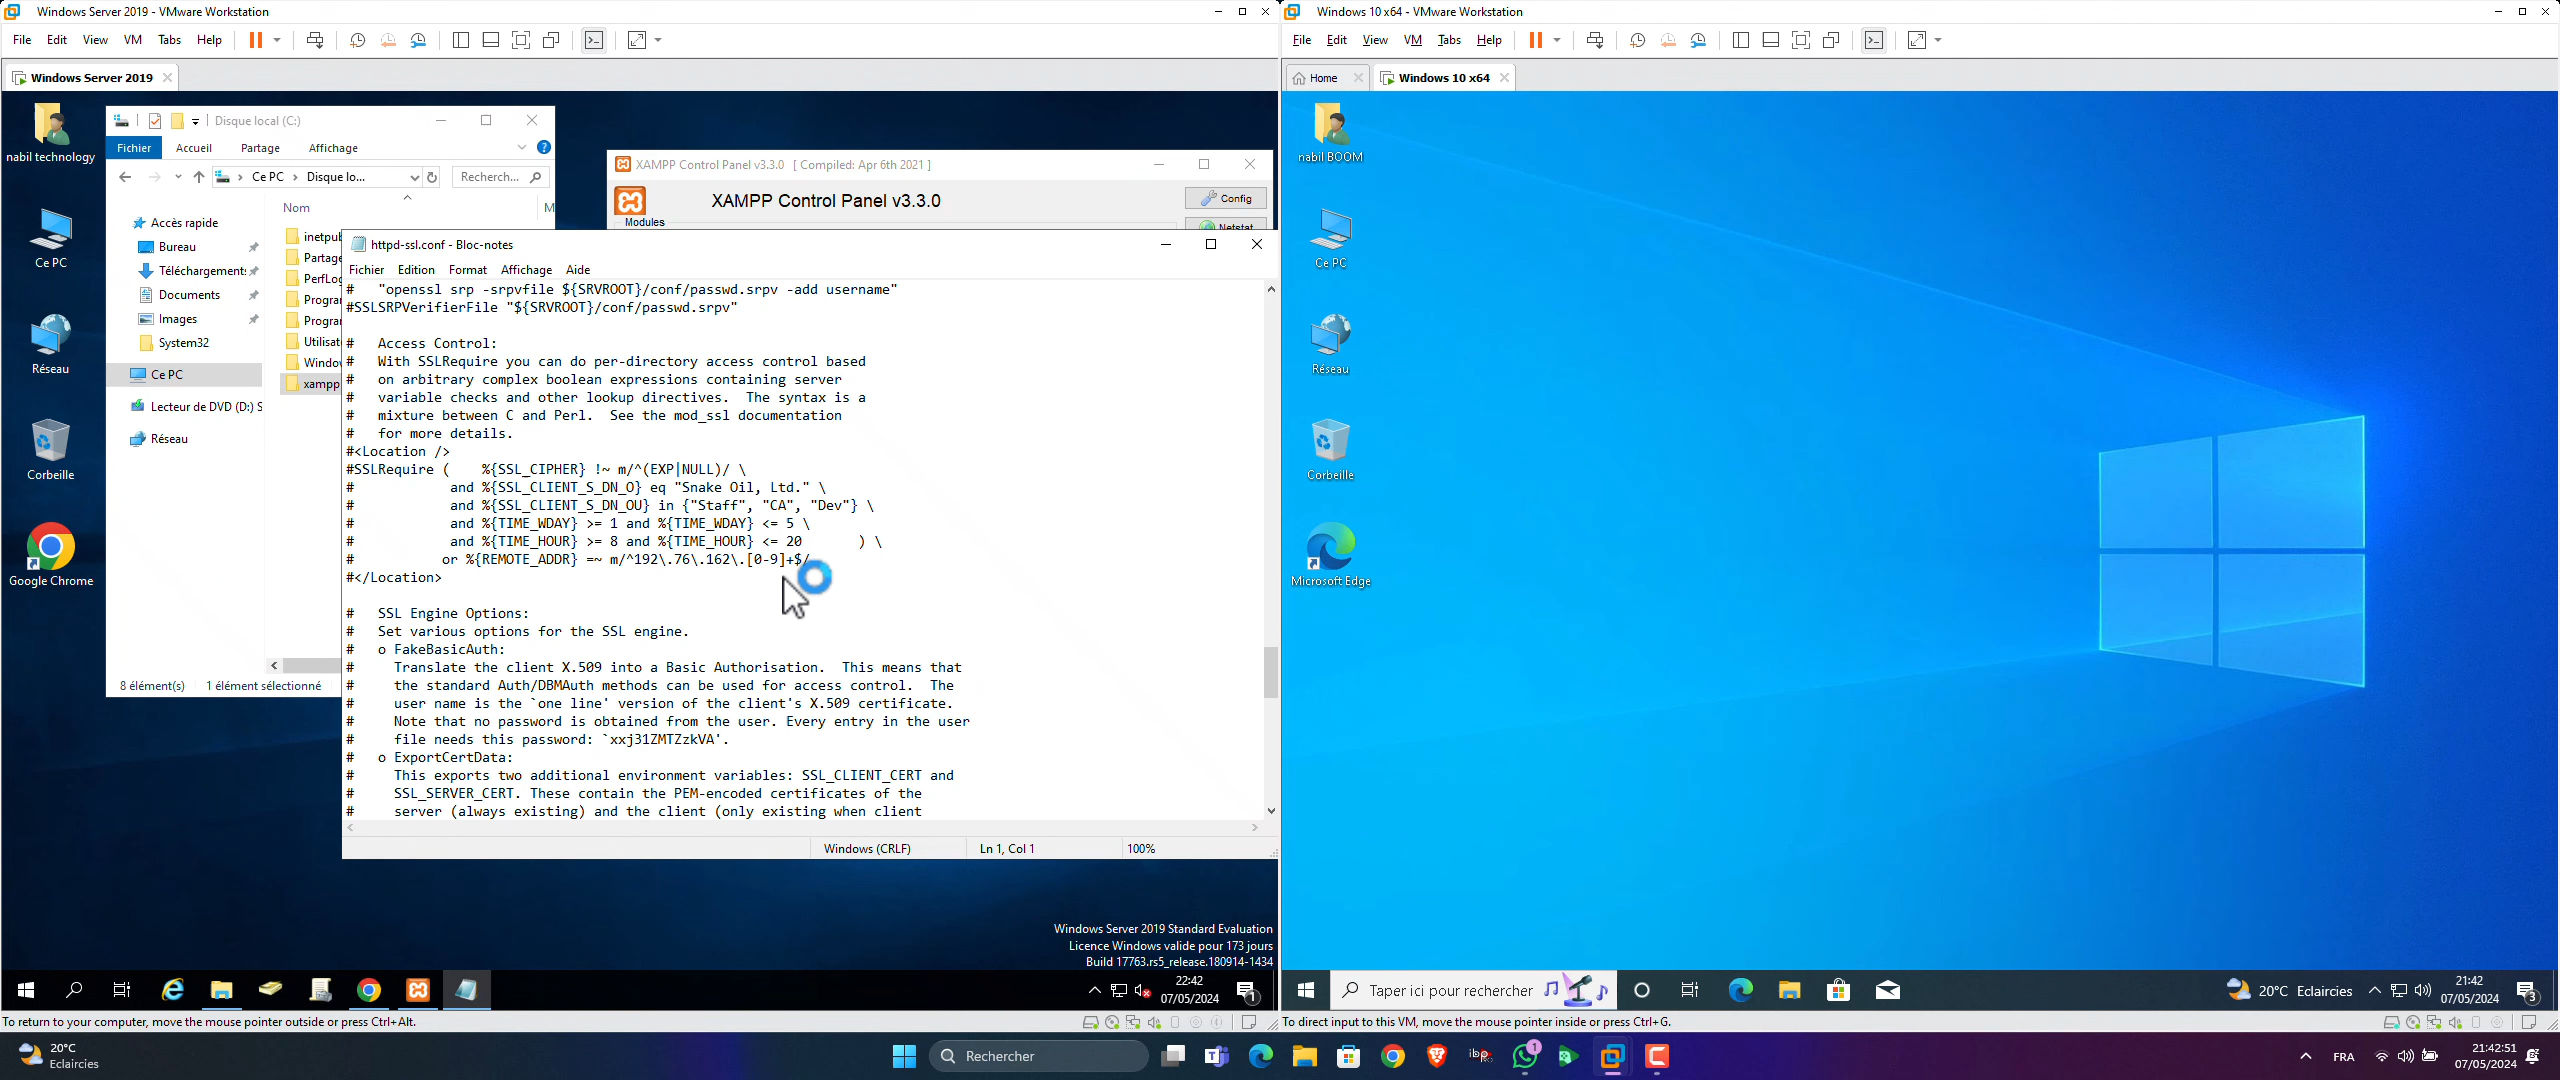 Windows Server 2019 - VMware Workstation
File Edit View VM Tabs Help
Windows Server 2019
nabil technology
Ce PC
Réseau
Corbeille
Google Chrome
Disque local (C:)
Fichier Accueil Partage Affichage
Ce PC Disque lo... Recherch...
Nom
M
Accès rapide
Bureau
Téléchargements
Documents
Images
System32
Ce PC
Lecteur de DVD (D:) S
Réseau
inetpub
Partage
PerfLog
Program
Program
Utilisate
Window
xampp
8 élément(s) 1 élément sélectionné
XAMPP Control Panel v3.3.0 [ Compiled: Apr 6th 2021 ]
XAMPP Control Panel v3.3.0
Modules
Config
Netstat
httpd-ssl.conf - Bloc-notes
Fichier Edition Format Affichage Aide
#   "openssl srp -srpvfile ${SRVROOT}/conf/passwd.srpv -add username"
#SSLSRPVerifierFile "${SRVROOT}/conf/passwd.srpv"
#   Access Control:
#   With SSLRequire you can do per-directory access control based
#   on arbitrary complex boolean expressions containing server
#   variable checks and other lookup directives.  The syntax is a
#   mixture between C and Perl.  See the mod_ssl documentation
#   for more details.
#<Location />
#SSLRequire (    %{SSL_CIPHER} !~ m/^(EXP|NULL)/ \
#            and %{SSL_CLIENT_S_DN_O} eq "Snake Oil, Ltd." \
#            and %{SSL_CLIENT_S_DN_OU} in {"Staff", "CA", "Dev"} \
#            and %{TIME_WDAY} >= 1 and %{TIME_WDAY} <= 5 \
#            and %{TIME_HOUR} >= 8 and %{TIME_HOUR} <= 20       ) \
#           or %{REMOTE_ADDR} =~ m/^192\.76\.162\.[0-9]+$/
#</Location>
#   SSL Engine Options:
#   Set various options for the SSL engine.
#   o FakeBasicAuth:
#     Translate the client X.509 into a Basic Authorisation.  This means that
#     the standard Auth/DBMAuth methods can be used for access control.  The
#     user name is the `one line' version of the client's X.509 certificate.
#     Note that no password is obtained from the user. Every entry in the user
#     file needs this password: `xxj31ZMTZzkVA'.
#   o ExportCertData:
#     This exports two additional environment variables: SSL_CLIENT_CERT and
#     SSL_SERVER_CERT. These contain the PEM-encoded certificates of the
#     server (always existing) and the client (only existing when client
Windows (CRLF) Ln 1, Col 1 100%
Windows Server 2019 Standard Evaluation
Licence Windows valide pour 173 jours
Build 17763.rs5_release.180914-1434
22:42
07/05/2024
1
To return to your computer, move the mouse pointer outside or press Ctrl+Alt.
Windows 10 x64 - VMware Workstation
File Edit View VM Tabs Help
Home Windows 10 x64
nabil BOOM
Ce PC
Réseau
Corbeille
Microsoft Edge
Taper ici pour rechercher
20°C Eclaircies
21:42
07/05/2024
3
To direct input to this VM, move the mouse pointer inside or press Ctrl+G.
20°C
Eclaircies
Rechercher
ibp
1
FRA
21:42:51
07/05/2024